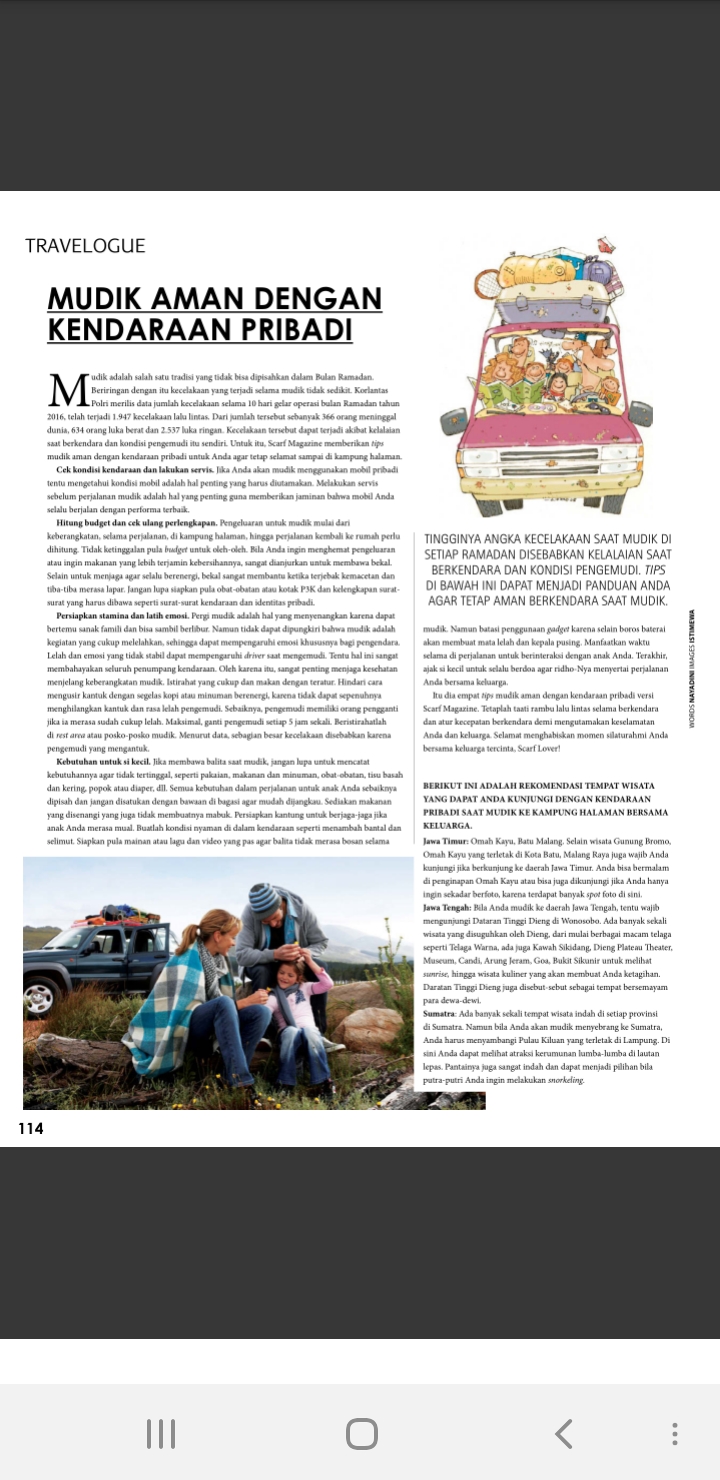 TRAVELOGUE
MUDIK AMAN DENGAN
KENDARAAN PRIBADI
Mudik adalah salah satu tradisi yang tidak bisa dipisahkan dalam Bulan Ramadan.
Beriringan dengan itu kecelakaan yang terjadi selama mudik tidak sedikit. Korlantas
Polri merilis data jumlah kecelakaan selama 10 hari gelar operasi bulan Ramadan tahun
2016, telah terjadi 1.947 kecelakaan lalu lintas. Dari jumlah tersebut sebanyak 366 orang meninggal
dunia, 634 orang luka berat dan 2.537 luka ringan. Kecelakaan tersebut dapat terjadi akibat kelalaian
saat berkendara dan kondisi pengemudi itu sendiri. Untuk itu, Scarf Magazine memberikan tips
mudik aman dengan kendaraan pribadi untuk Anda agar tetap selamat sampai di kampung halaman.
Cek kondisi kendaraan dan lakukan servis. Jika Anda akan mudik menggunakan mobil pribadi
tentu mengetahui kondisi mobil adalah hal penting yang harus diutamakan. Melakukan servis
sebelum perjalanan mudik adalah hal yang penting guna memberikan jaminan bahwa mobil Anda
selalu berjalan dengan performa terbaik.
Hitung budget dan cek ulang perlengkapan. Pengeluaran untuk mudik mulai dari
keberangkatan, selama perjalanan, di kampung halaman, hingga perjalanan kembali ke rumah perlu
dihitung. Tidak ketinggalan pula budget untuk oleh-oleh. Bila Anda ingin menghemat pengeluaran
atau ingin makanan yang lebih terjamin kebersihannya, sangat dianjurkan untuk membawa bekal.
Selain untuk menjaga agar selalu berenergi, bekal sangat membantu ketika terjebak kemacetan dan
tiba-tiba merasa lapar. Jangan lupa siapkan pula obat-obatan atau kotak P3K dan kelengkapan surat-
surat yang harus dibawa seperti surat-surat kendaraan dan identitas pribadi.
Persiapkan stamina dan latih emosi. Pergi mudik adalah hal yang menyenangkan karena dapat
bertemu sanak famili dan bisa sambil berlibur. Namun tidak dapat dipungkiri bahwa mudik adalah
kegiatan yang cukup melelahkan, sehingga dapat mempengaruhi emosi khususnya bagi pengendara.
Lelah dan emosi yang tidak stabil dapat mempengaruhi driver saat mengemudi. Tentu hal ini sangat
membahayakan seluruh penumpang kendaraan. Oleh karena itu, sangat penting menjaga kesehatan
menjelang keberangkatan mudik. Istirahat yang cukup dan makan dengan teratur. Hindari cara
mengusir kantuk dengan segelas kopi atau minuman berenergi, karena tidak dapat sepenuhnya
menghilangkan kantuk dan rasa lelah pengemudi. Sebaiknya, pengemudi memiliki orang pengganti
jika ia merasa sudah cukup lelah. Maksimal, ganti pengemudi setiap 5 jam sekali. Beristirahatlah
di rest area atau posko-posko mudik. Menurut data, sebagian besar kecelakaan disebabkan karena
pengemudi yang mengantuk.
Kebutuhan untuk si kecil. Jika membawa balita saat mudik, jangan lupa untuk mencatat
kebutuhannya agar tidak tertinggal, seperti pakaian, makanan dan minuman, obat-obatan, tisu basah
dan kering, popok atau diaper, dll. Semua kebutuhan dalam perjalanan untuk anak Anda sebaiknya
dipisah dan jangan disatukan dengan bawaan di bagasi agar mudah dijangkau. Sediakan makanan
yang disenangi yang juga tidak membuatnya mabuk. Persiapkan kantung untuk berjaga-jaga jika
anak Anda merasa mual. Buatlah kondisi nyaman di dalam kendaraan seperti menambah bantal dan
selimut. Siapkan pula mainan atau lagu dan video yang pas agar balita tidak merasa bosan selama
TINGGINYA ANGKA KECELAKAAN SAAT MUDIK DI
SETIAP RAMADAN DISEBABKAN KELALAIAN SAAT
BERKENDARA DAN KONDISI PENGEMUDI. TIPS
DI BAWAH INI DAPAT MENJADI PANDUAN ANDA
AGAR TETAP AMAN BERKENDARA SAAT MUDIK.
mudik. Namun batasi penggunaan gadget karena selain boros baterai
akan membuat mata lelah dan kepala pusing. Manfaatkan waktu
selama di perjalanan untuk berinteraksi dengan anak Anda. Terakhir,
ajak si kecil untuk selalu berdoa agar ridho-Nya menyertai perjalanan
Anda bersama keluarga.
Itu dia empat tips mudik aman dengan kendaraan pribadi versi
Scarf Magazine. Tetaplah taati rambu lalu lintas selama berkendara
dan atur kecepatan berkendara demi mengutamakan keselamatan
Anda dan keluarga. Selamat menghabiskan momen silaturahmi Anda
bersama keluarga tercinta, Scarf Lover!
WORDS NAYADINI IMAGES ISTIMEWA
BERIKUT INI ADALAH REKOMENDASI TEMPAT WISATA
YANG DAPAT ANDA KUNJUNGI DENGAN KENDARAAN
PRIBADI SAAT MUDIK KE KAMPUNG HALAMAN BERSAMA
KELUARGA.
Jawa Timur: Omah Kayu, Batu Malang. Selain wisata Gunung Bromo,
Omah Kayu yang terletak di Kota Batu, Malang Raya juga wajib Anda
kunjungi jika berkunjung ke daerah Jawa Timur. Anda bisa bermalam
di penginapan Omah Kayu atau bisa juga dikunjungi jika Anda hanya
ingin sekadar berfoto, karena terdapat banyak spot foto di sini.
Jawa Tengah: Bila Anda mudik ke daerah Jawa Tengah, tentu wajib
mengunjungi Dataran Tinggi Dieng di Wonosobo. Ada banyak sekali
wisata yang disuguhkan oleh Dieng, dari mulai berbagai macam telaga
seperti Telaga Warna, ada juga Kawah Sikidang, Dieng Plateau Theater,
Museum, Candi, Arung Jeram, Goa, Bukit Sikunir untuk melihat
sunrise, hingga wisata kuliner yang akan membuat Anda ketagihan.
Daratan Tinggi Dieng juga disebut-sebut sebagai tempat bersemayam
para dewa-dewi.
Sumatra: Ada banyak sekali tempat wisata indah di setiap provinsi
di Sumatra. Namun bila Anda akan mudik menyebrang ke Sumatra,
Anda harus menyambangi Pulau Kiluan yang terletak di Lampung. Di
sini Anda dapat melihat atraksi kerumunan lumba-lumba di lautan
lepas. Pantainya juga sangat indah dan dapat menjadi pilihan bila
putra-putri Anda ingin melakukan snorkeling.
114